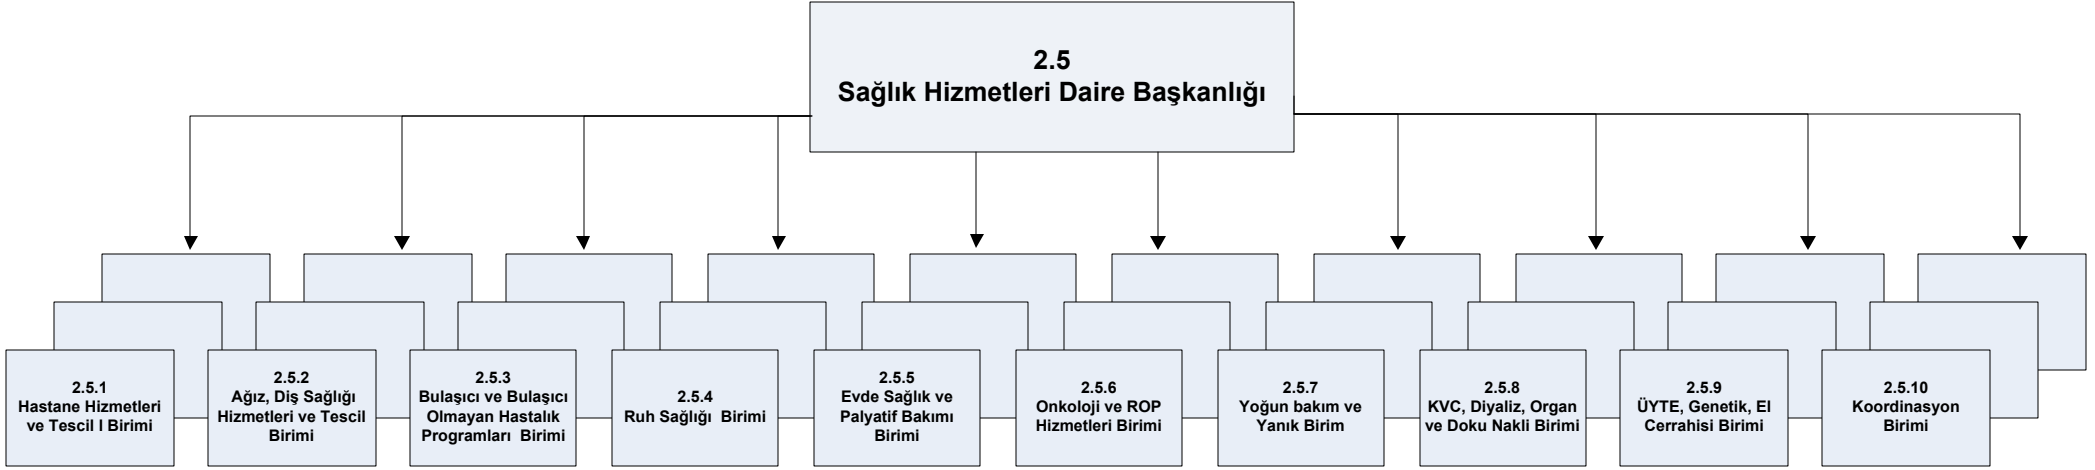 2.5
Sağlık Hizmetleri Daire Başkanlığı
2.5.1
Hastane Hizmetleri
ve Tescil I Birimi
2.5.2
Ağız, Diş Sağlığı
Hizmetleri ve Tescil
Birimi
2.5.3
Bulaşıcı ve Bulaşıcı
Olmayan Hastalık
Programları  Birimi
2.5.4
Ruh Sağlığı  Birimi
2.5.5
Evde Sağlık ve
Palyatif Bakımı
Birimi
2.5.6
Onkoloji ve ROP
Hizmetleri Birimi
2.5.7
Yoğun bakım ve
Yanık Birim
2.5.8
KVC, Diyaliz, Organ
ve Doku Nakli Birimi
2.5.9
ÜYTE, Genetik, El
Cerrahisi Birimi
2.5.10
Koordinasyon
Birimi